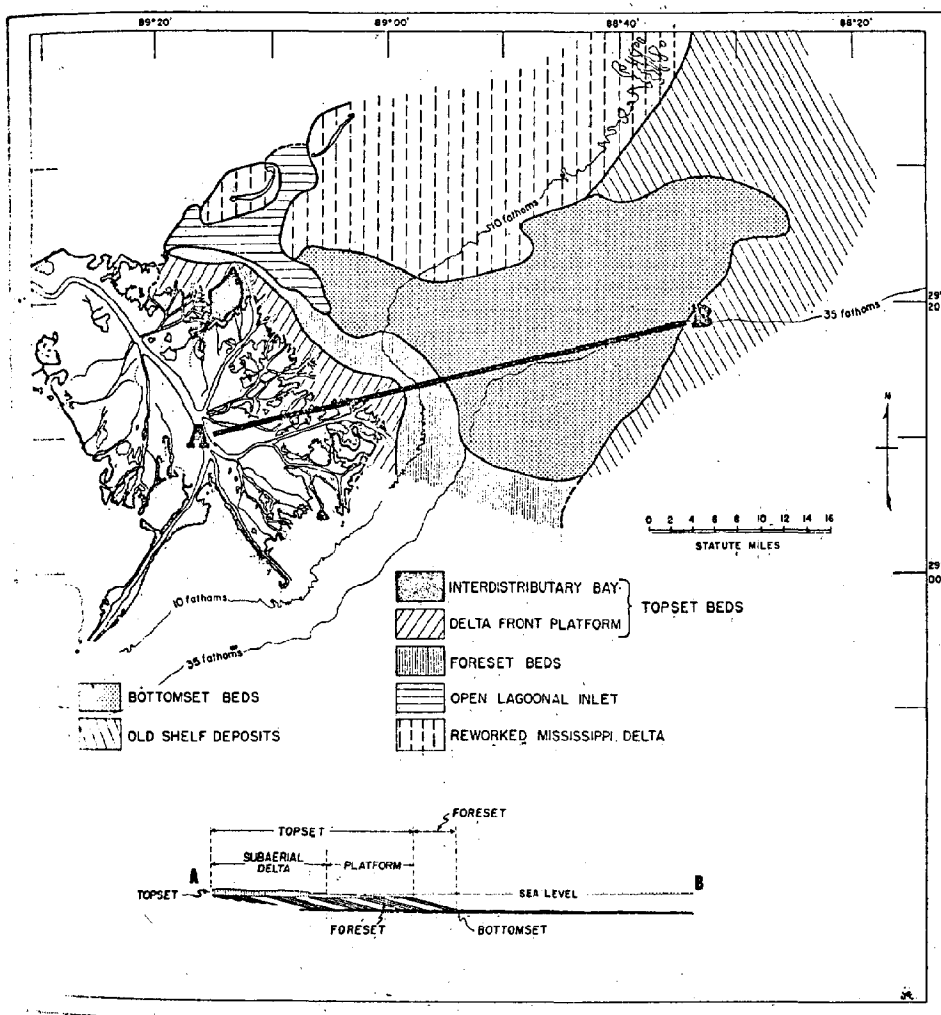 89°20'
89°00'
88°40'
88°20'
10 fathoms
35 fathoms
29°
20'
A
B
N
0 2 4 6 8 10 12 14 16
STATUTE MILES
29°
00'
10 fathoms
35 fathoms
INTERDISTRIBUTARY BAY
DELTA FRONT PLATFORM
TOPSET BEDS
FORESET BEDS
BOTTOMSET BEDS
OPEN LAGOONAL INLET
OLD SHELF DEPOSITS
REWORKED MISSISSIPPI DELTA
FORESET
TOPSET
SUBAERIAL
DELTA
PLATFORM
A
B
TOPSET
SEA LEVEL
FORESET
BOTTOMSET